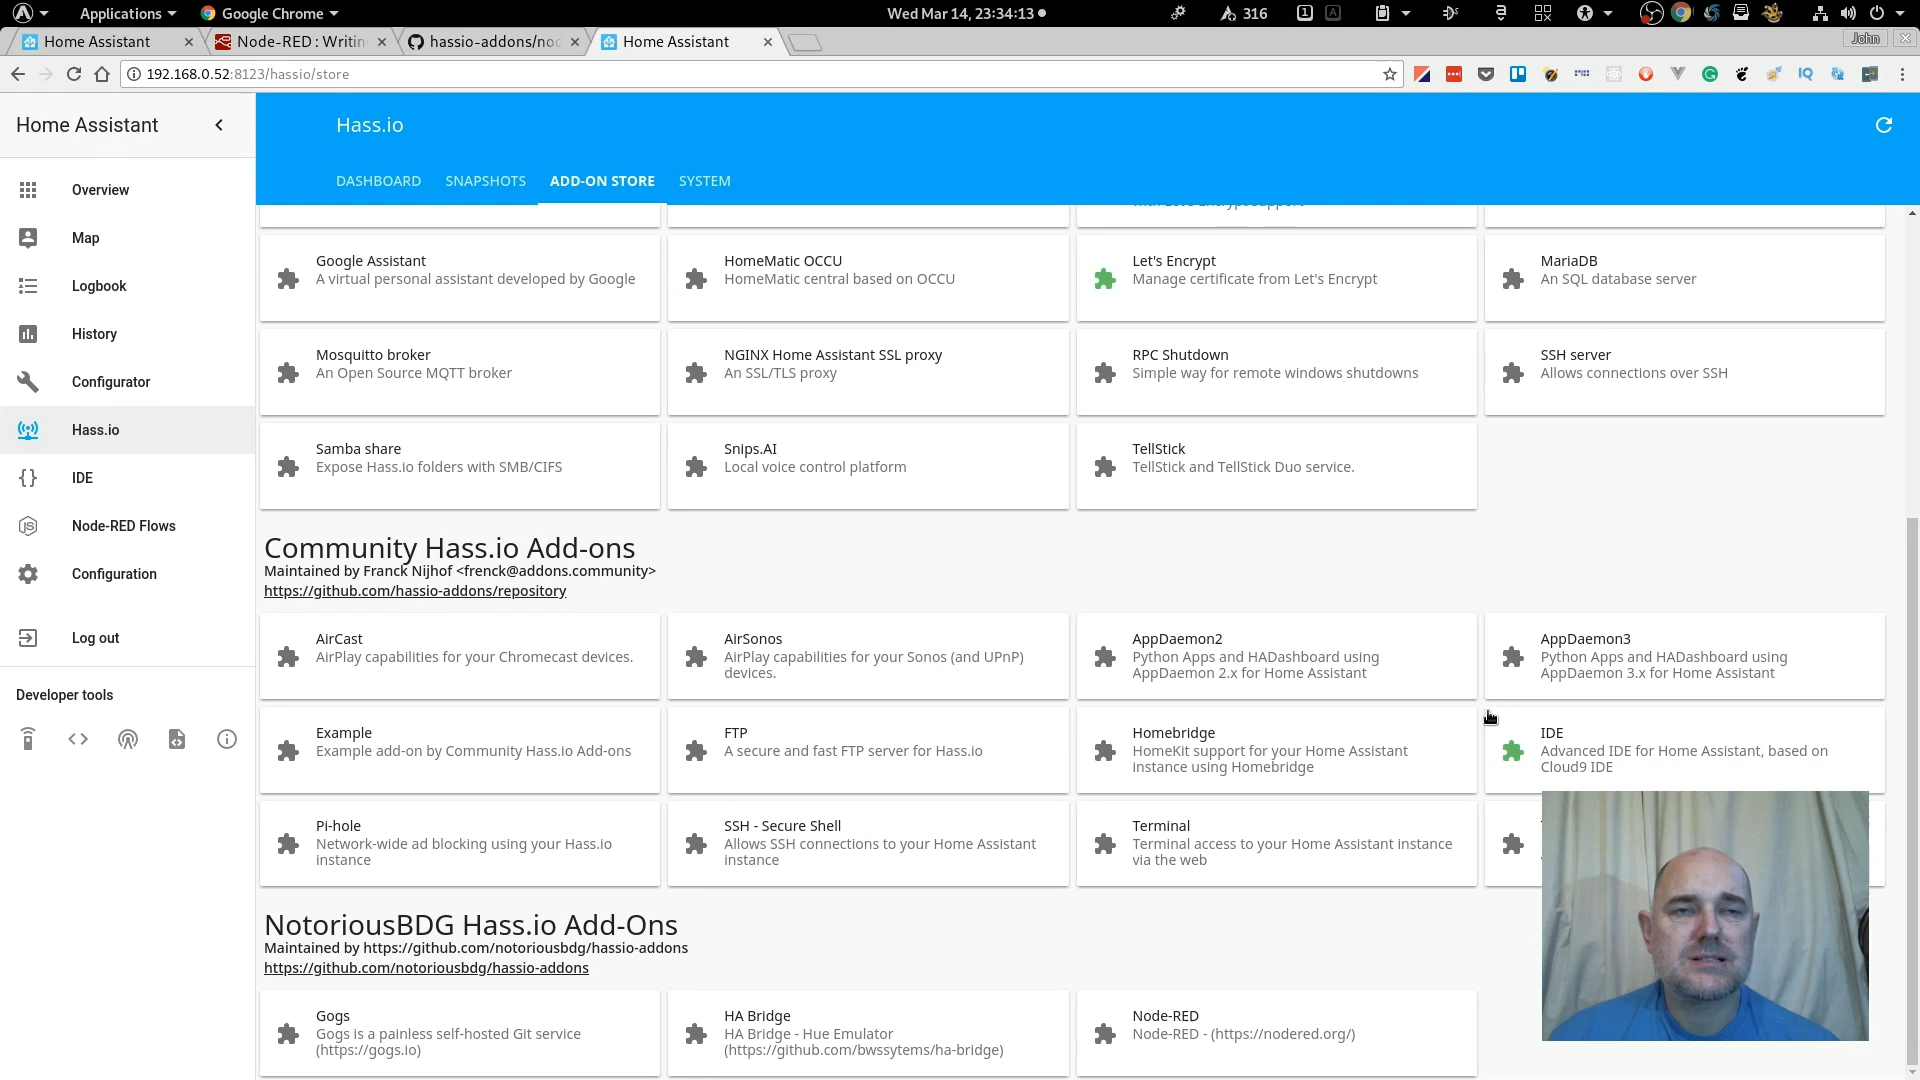 Applications
Google Chrome
Wed Mar 14, 23:34:13
316
1
A
Home Assistant
Node-RED : Writin
hassio-addons/nod
Home Assistant
John
192.168.0.52:8123/hassio/store
Home Assistant
Hass.io
DASHBOARD
SNAPSHOTS
ADD-ON STORE
SYSTEM
Overview
Map
Logbook
History
Configurator
Hass.io
IDE
Node-RED Flows
Configuration
Log out
Developer tools
Google Assistant
A virtual personal assistant developed by Google
HomeMatic OCCU
HomeMatic central based on OCCU
Let's Encrypt
Manage certificate from Let's Encrypt
MariaDB
An SQL database server
Mosquitto broker
An Open Source MQTT broker
NGINX Home Assistant SSL proxy
An SSL/TLS proxy
RPC Shutdown
Simple way for remote windows shutdowns
SSH server
Allows connections over SSH
Samba share
Expose Hass.io folders with SMB/CIFS
Snips.AI
Local voice control platform
TellStick
TellStick and TellStick Duo service.
Community Hass.io Add-ons
Maintained by Franck Nijhof <frenck@addons.community>
https://github.com/hassio-addons/repository
AirCast
AirPlay capabilities for your Chromecast devices.
AirSonos
AirPlay capabilities for your Sonos (and UPnP)
devices.
AppDaemon2
Python Apps and HADashboard using
AppDaemon 2.x for Home Assistant
AppDaemon3
Python Apps and HADashboard using
AppDaemon 3.x for Home Assistant
Example
Example add-on by Community Hass.io Add-ons
FTP
A secure and fast FTP server for Hass.io
Homebridge
HomeKit support for your Home Assistant
instance using Homebridge
IDE
Advanced IDE for Home Assistant, based on
Cloud9 IDE
Pi-hole
Network-wide ad blocking using your Hass.io
instance
SSH - Secure Shell
Allows SSH connections to your Home Assistant
instance
Terminal
Terminal access to your Home Assistant instance
via the web
NotoriousBDG Hass.io Add-Ons
Maintained by https://github.com/notoriousbdg/hassio-addons
https://github.com/notoriousbdg/hassio-addons
Gogs
Gogs is a painless self-hosted Git service
(https://gogs.io)
HA Bridge
HA Bridge - Hue Emulator
(https://github.com/bwssytems/ha-bridge)
Node-RED
Node-RED - (https://nodered.org/)